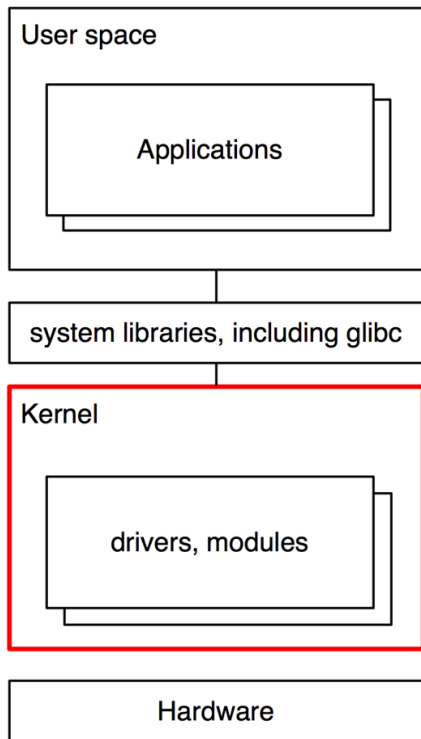 User space
Applications
system libraries, including glibc
Kernel
drivers, modules
Hardware